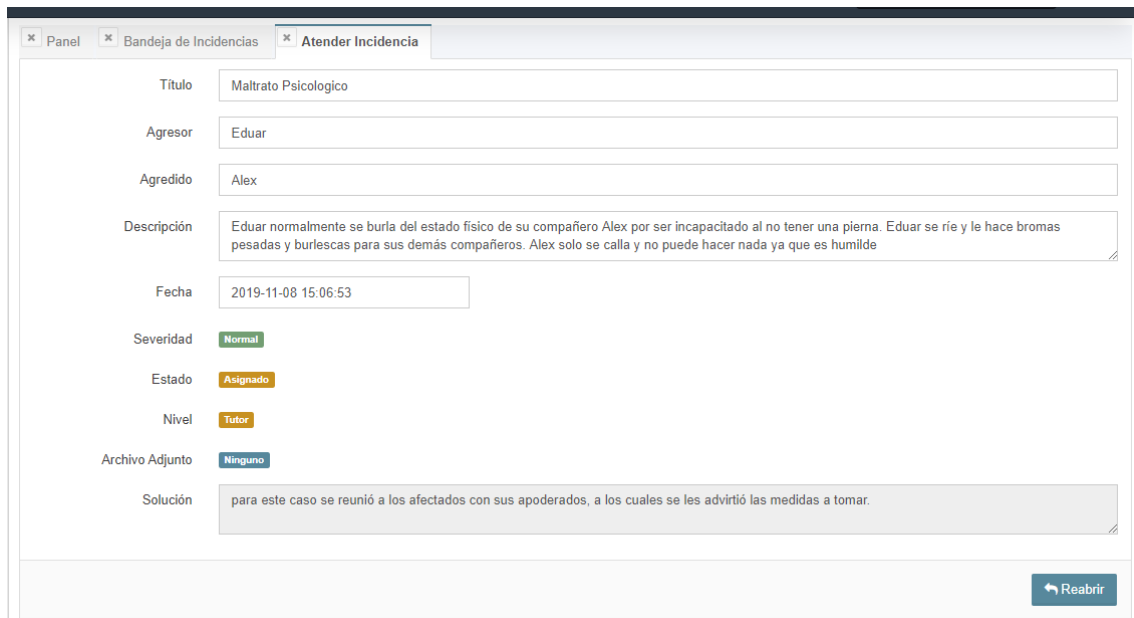 Panel Bandeja de Incidencias Atender Incidencia
Título Maltrato Psicologico
Agresor Eduar
Agredido Alex
Descripción Eduar normalmente se burla del estado físico de su compañero Alex por ser incapacitado al no tener una pierna. Eduar se ríe y le hace bromas
pesadas y burlescas para sus demás compañeros. Alex solo se calla y no puede hacer nada ya que es humilde
Fecha 2019-11-08 15:06:53
Severidad Normal
Estado Asignado
Nivel Tutor
Archivo Adjunto Ninguno
Solución para este caso se reunió a los afectados con sus apoderados, a los cuales se les advirtió las medidas a tomar.
Reabrir